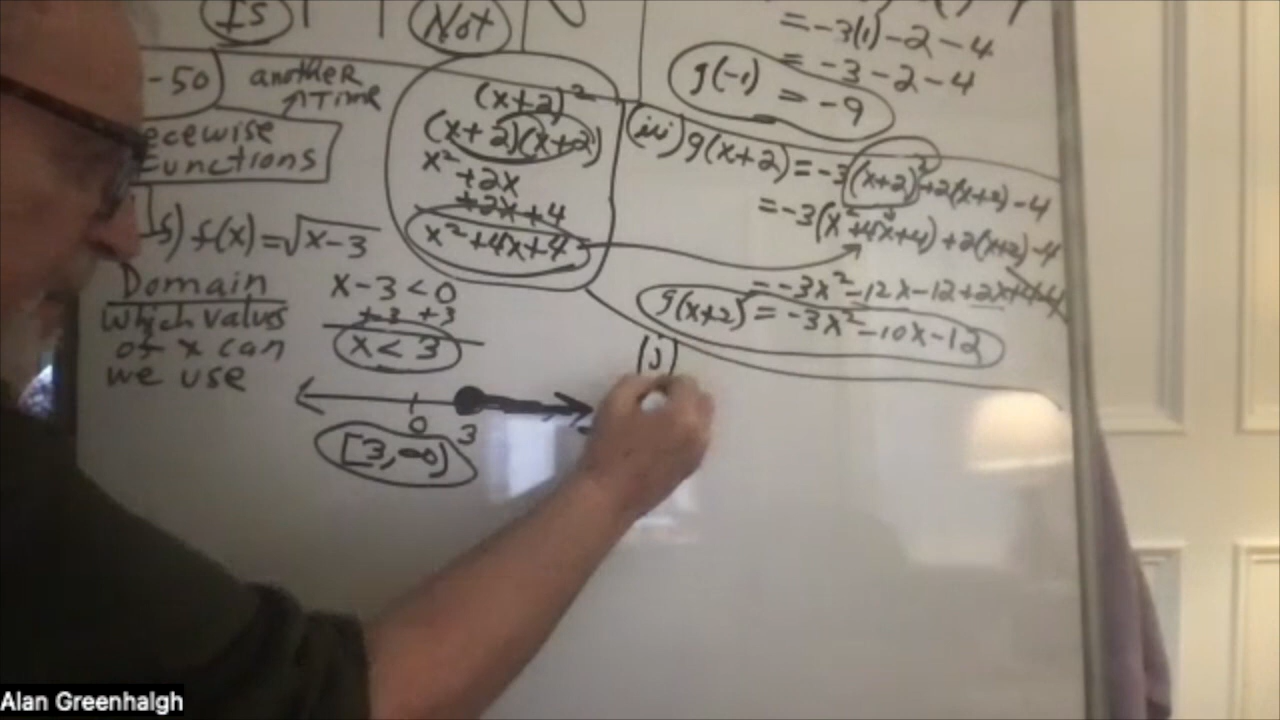 Is
Not
-50
another
Time
ecewise
Functions
s) f(x)=√x-3
Domain
which values
of x can
we use
x-3<0
+3 +3
x<3
0
3
[3,∞)
(x+2)²
(x+2)(x+2)
x²
+2x
+2x+4
x²+4x+4
=-3(1)-2-4
=-3-2-4
g(-1) =-9
(iii) g(x+2)=-3(x+2)²+2(x+2)-4
=-3(x²+4x+4)+2(x+2)-4
=-3x²-12x-12+2x+4-4
g(x+2)=-3x²-10x-12
(j)
Alan Greenhalgh